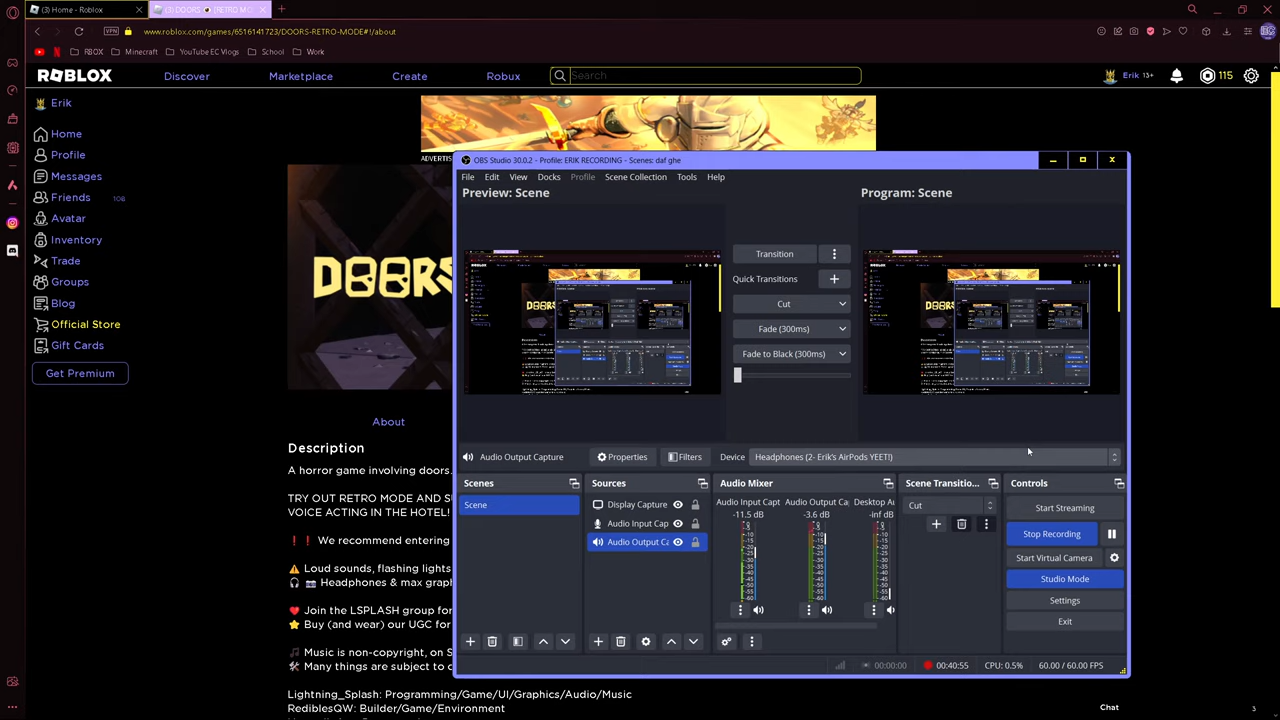 (3) Home - Roblox
(3) DOORS 👁 [RETRO M
VPN
www.roblox.com/games/6516141723/DOORS-RETRO-MODE#!/about
RBOX
Minecraft
YouTube EC Vlogs
School
Work
ROBLOX
Discover
Marketplace
Create
Robux
Search
Erik 13+
115
Erik
Home
Profile
Messages
Friends
108
Avatar
Inventory
Trade
Groups
Blog
Official Store
Gift Cards
Get Premium
DOORS
About
Description
A horror game involving doors.
TRY OUT RETRO MODE AND S
VOICE ACTING IN THE HOTEL!
❗❗ We recommend entering
⚠️ Loud sounds, flashing lights
🎧 📷 Headphones & max grap
❤️ Join the LSPLASH group fo
⭐ Buy (and wear) our UGC for
🎵 Music is non-copyright, on S
🛠 Many things are subject to c
Lightning_Splash: Programming/Game/UI/Graphics/Audio/Music
RediblesQW: Builder/Game/Environment
OBS Studio 30.0.2 - Profile: ERIK RECORDING - Scenes: daf ghe
File
Edit
View
Docks
Profile
Scene Collection
Tools
Help
Preview: Scene
Program: Scene
Transition
Quick Transitions
Cut
Fade (300ms)
Fade to Black (300ms)
Audio Output Capture
Properties
Filters
Device
Headphones (2- Erik's AirPods YEET!)
Scenes
Scene
Sources
Display Capture
Audio Input Cap
Audio Output Ca
Audio Mixer
Audio Input Capt
-11.5 dB
Audio Output Ca
-3.6 dB
Desktop Au
-inf dB
Scene Transitio...
Cut
Controls
Start Streaming
Stop Recording
Start Virtual Camera
Studio Mode
Settings
Exit
00:00:00
00:40:55
CPU: 0.5%
60.00 / 60.00 FPS
Chat
3